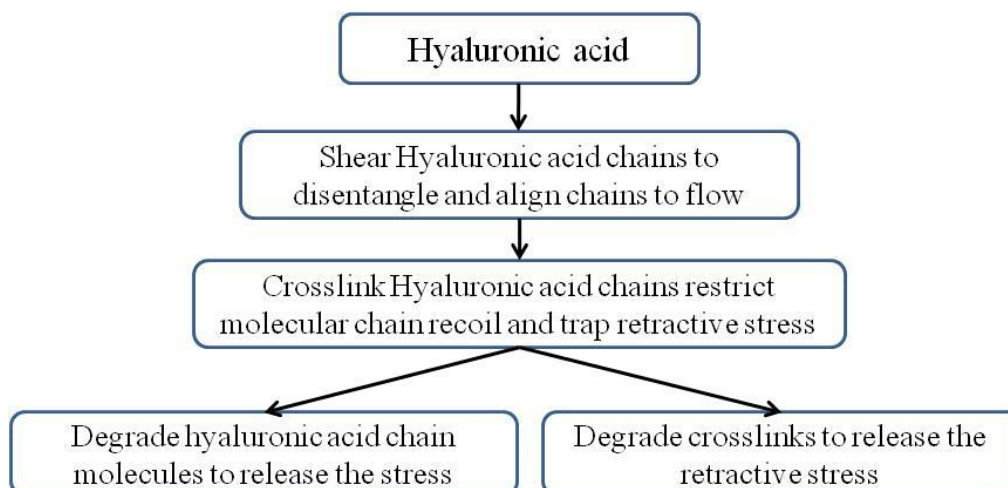 Hyaluronic acid
Shear Hyaluronic acid chains to
disentangle and align chains to flow
Crosslink Hyaluronic acid chains restrict
molecular chain recoil and trap retractive stress
Degrade hyaluronic acid chain
molecules to release the stress
Degrade crosslinks to release the
retractive stress